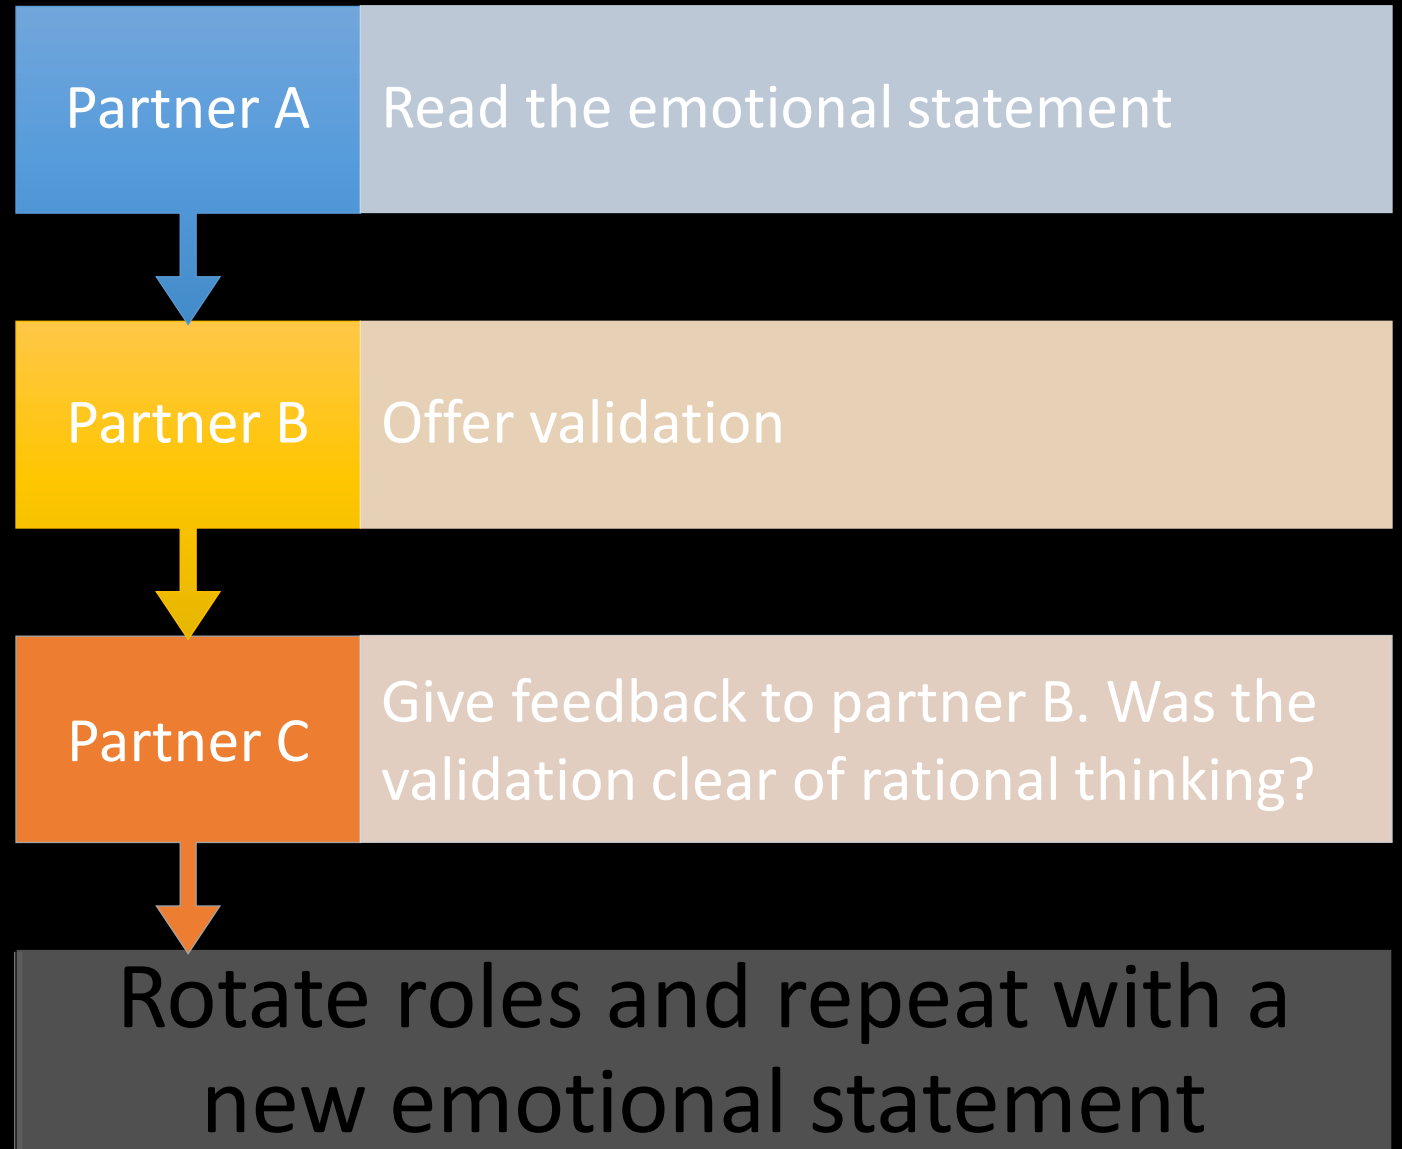 Partner A
Read the emotional statement
Partner B
Offer validation
Partner C
Give feedback to partner B. Was the
validation clear of rational thinking?
Rotate roles and repeat with a
new emotional statement